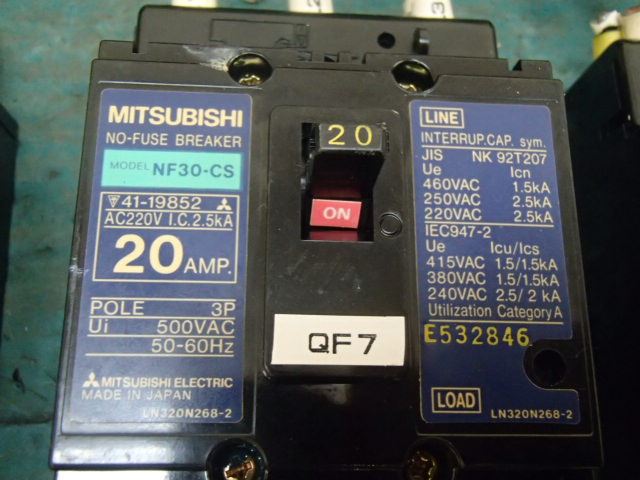 MITSUBISHI
NO-FUSE BREAKER
MODEL NF30-CS
41-19852
AC220V I.C.2.5kA
20 AMP.
POLE 3P
Ui 500VAC
50-60Hz
MITSUBISHI ELECTRIC
MADE IN JAPAN
LN320N268-2
20
ON
QF7
LINE
INTERRUP.CAP. sym.
JIS NK 92T207
Ue Icn
460VAC 1.5kA
250VAC 2.5kA
220VAC 2.5kA
IEC947-2
Ue Icu/Ics
415VAC 1.5/1.5kA
380VAC 1.5/1.5kA
240VAC 2.5/2 kA
Utilization Category A
E532846
LOAD
LN320N268-2